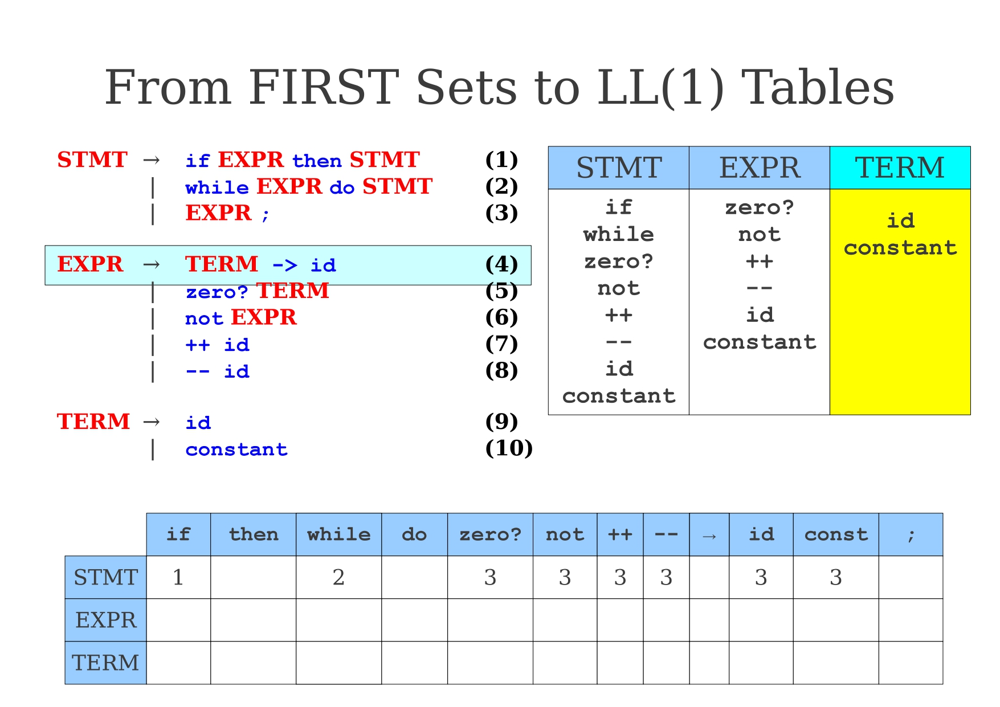 From FIRST Sets to LL(1) Tables
STMT → if EXPR then STMT (1)
| while EXPR do STMT (2)
| EXPR ; (3)
EXPR → TERM -> id (4)
| zero? TERM (5)
| not EXPR (6)
| ++ id (7)
| -- id (8)
TERM → id (9)
| constant (10)
STMT EXPR TERM
if zero? id
while not constant
zero? ++
not --
++ id
-- constant
id
constant
if then while do zero? not ++ -- → id const ;
STMT 1 2 3 3 3 3 3 3
EXPR
TERM